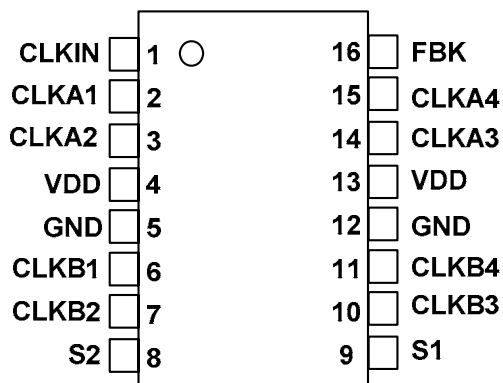 CLKIN 1 16 FBK
CLKA1 2 15 CLKA4
CLKA2 3 14 CLKA3
VDD 4 13 VDD
GND 5 12 GND
CLKB1 6 11 CLKB4
CLKB2 7 10 CLKB3
S2 8 9 S1